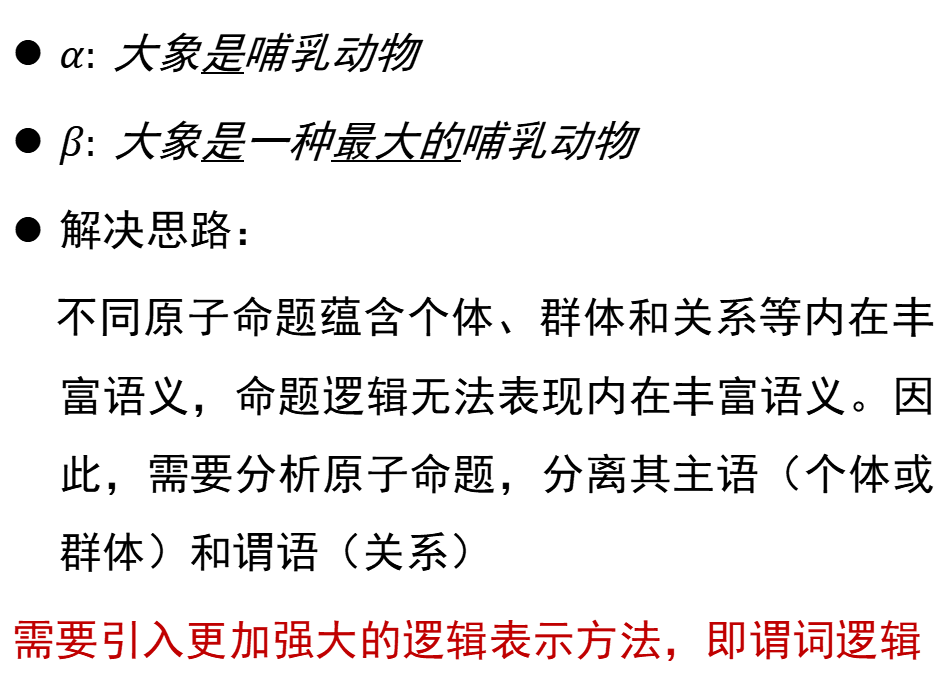 ● α: 大象是哺乳动物
● β: 大象是一种最大的哺乳动物
● 解决思路：
不同原子命题蕴含个体、群体和关系等内在丰
富语义，命题逻辑无法表现内在丰富语义。因
此，需要分析原子命题，分离其主语（个体或
群体）和谓语（关系）
需要引入更加强大的逻辑表示方法，即谓词逻辑